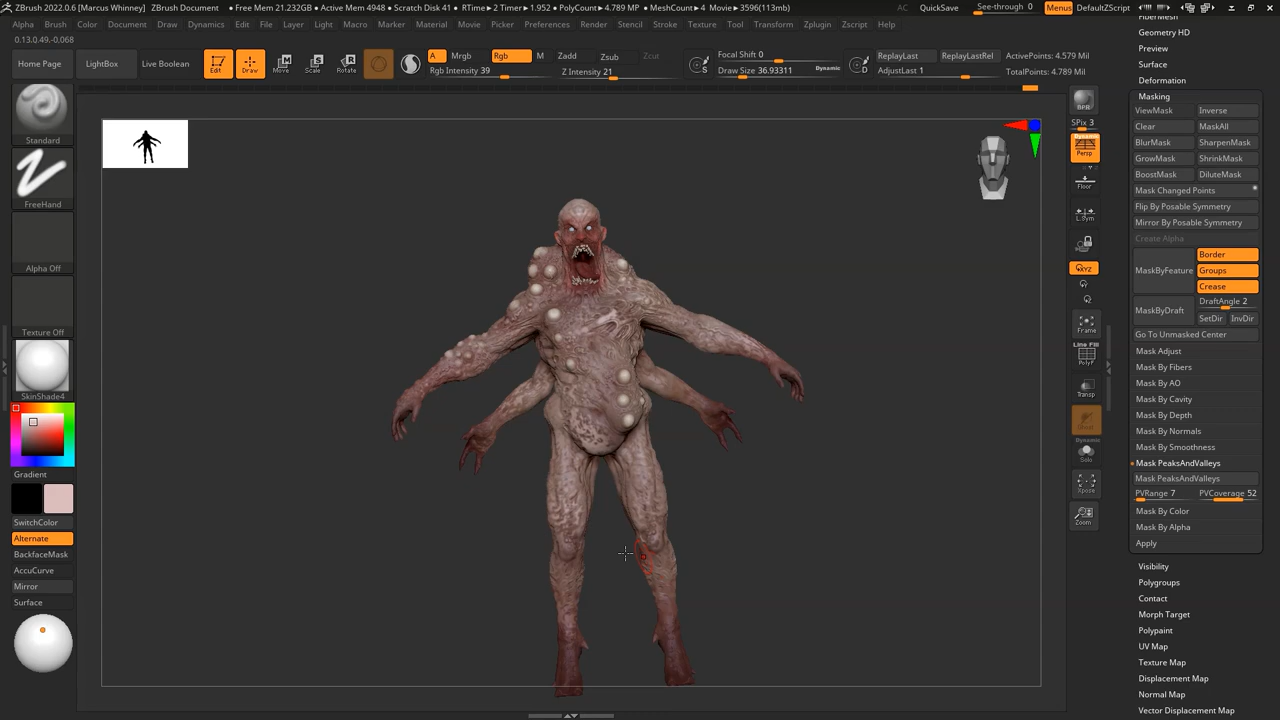 ZBrush 2022.0.6 [Marcus Whinney] ZBrush Document ● Free Mem 21.232GB ● Active Mem 4948 ● Scratch Disk 41 ● RTime▶2 Timer▶1.952 ● PolyCount▶4.789 MP ● MeshCount▶4 ● Movie▶3596(113mb) AC QuickSave See-through 0 Menus DefaultZScript
Alpha Brush Color Document Draw Dynamics Edit File Layer Light Macro Marker Material Movie Picker Preferences Render Stencil Stroke Texture Tool Transform Zplugin Zscript Help
0.13,0.49,-0.068
Home Page LightBox Live Boolean Edit Draw Move Scale Rotate
A Mrgb Rgb M Zadd Zsub Zcut
Rgb Intensity 39 Z Intensity 21
Focal Shift 0
Draw Size 36.93311 Dynamic
S
D
ReplayLast ReplayLastRel ActivePoints: 4.579 Mil
AdjustLast 1 TotalPoints: 4.789 Mil
Standard
FreeHand
Alpha Off
Texture Off
SkinShade4
Gradient
SwitchColor
Alternate
BackfaceMask
AccuCurve
Mirror
Surface
BPR
SPix 3
Dynamic
Persp
Floor
L.Sym
XYZ
Frame
Line Fill
PolyF
Transp
Dynamic
Solo
Xpose
Zoom
FiberMesh
Geometry HD
Preview
Surface
Deformation
Masking
ViewMask Inverse
Clear MaskAll
BlurMask SharpenMask
GrowMask ShrinkMask
BoostMask DiluteMask
Mask Changed Points
Flip By Posable Symmetry
Mirror By Posable Symmetry
Create Alpha
MaskByFeature Border
Groups
Crease
MaskByDraft DraftAngle 2
SetDir InvDir
Go To Unmasked Center
Mask Adjust
Mask By Fibers
Mask By AO
Mask By Cavity
Mask By Depth
Mask By Normals
Mask By Smoothness
Mask PeaksAndValleys
Mask PeaksAndValleys
PVRange 7 PVCoverage 52
Mask By Color
Mask By Alpha
Apply
Visibility
Polygroups
Contact
Morph Target
Polypaint
UV Map
Texture Map
Displacement Map
Normal Map
Vector Displacement Map